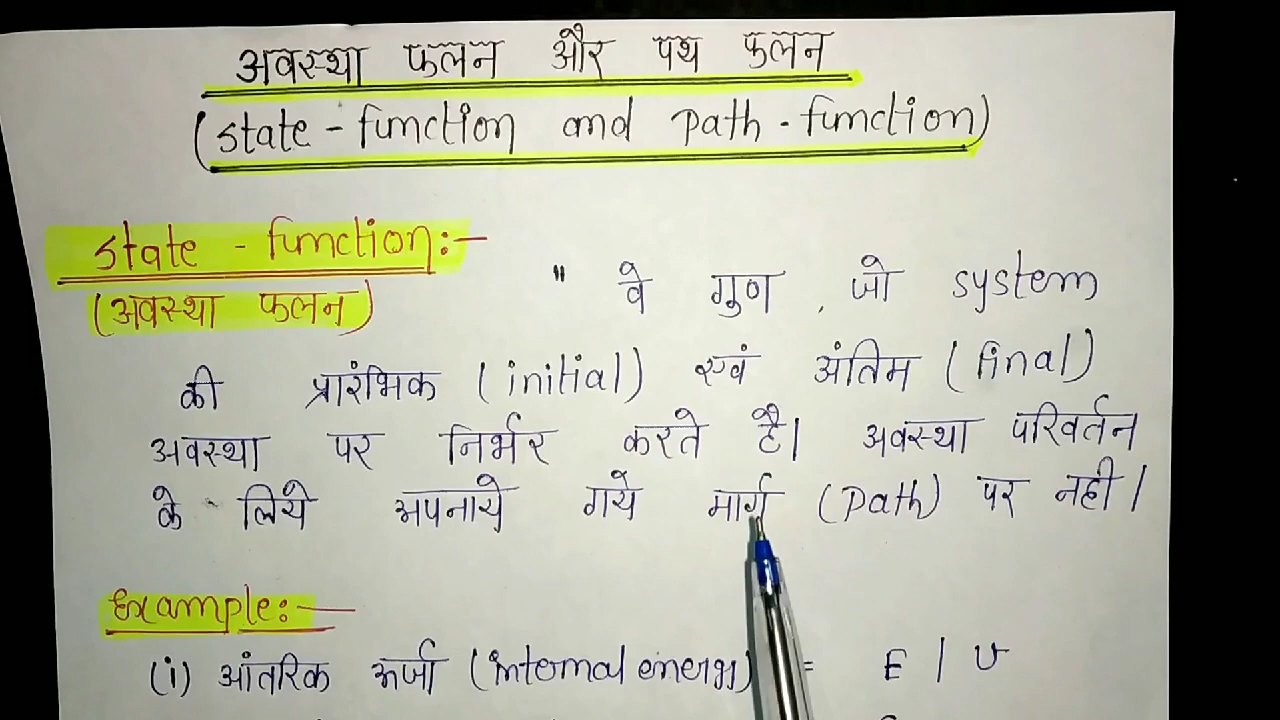 अवस्था फलन और पथ फलन
(state-function and path-function)
state - function:-
(अवस्था फलन)
" वे गुण , जो system
की प्रारंभिक (initial) एवं अंतिम (final)
अवस्था पर निर्भर करते है। अवस्था परिवर्तन
के लिये अपनाये गये मार्ग (path) पर नही।
Example:-
(i) आंतरिक ऊर्जा (internal energy) = E / U